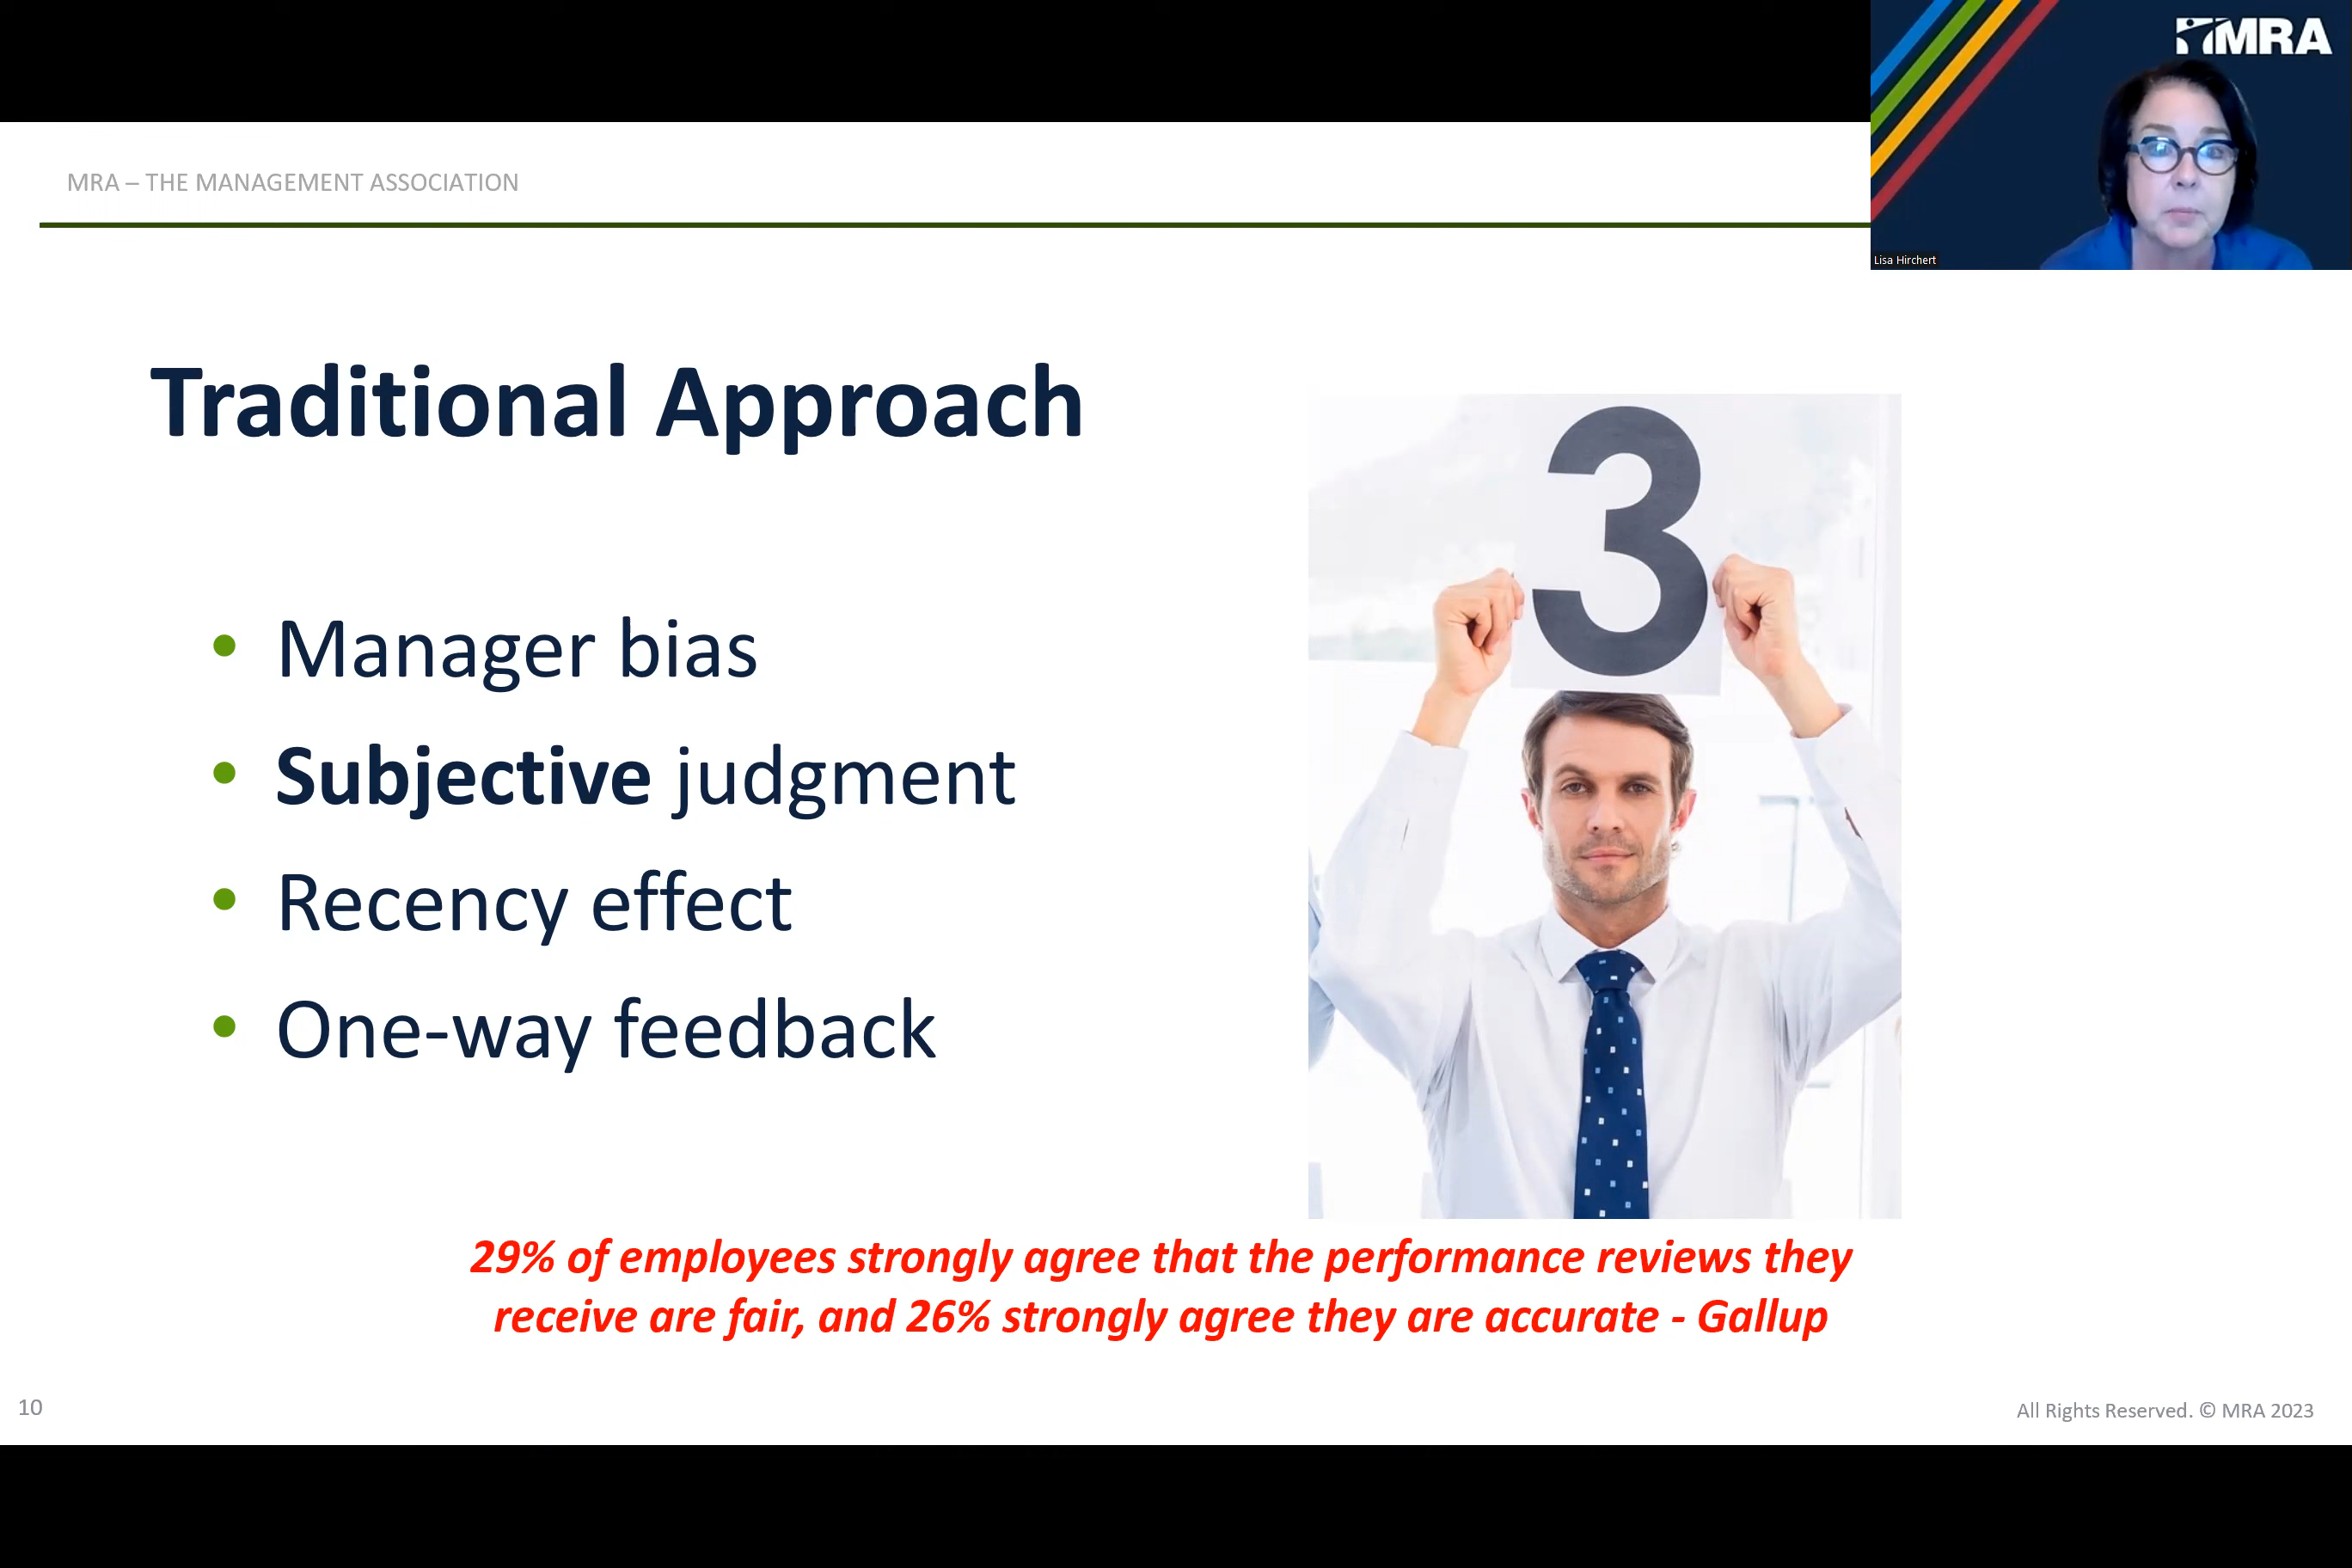 MRA
Lisa Hirchert
MRA – THE MANAGEMENT ASSOCIATION
Traditional Approach
• Manager bias
• Subjective judgment
• Recency effect
• One-way feedback
3
29% of employees strongly agree that the performance reviews they
receive are fair, and 26% strongly agree they are accurate - Gallup
10
All Rights Reserved. © MRA 2023